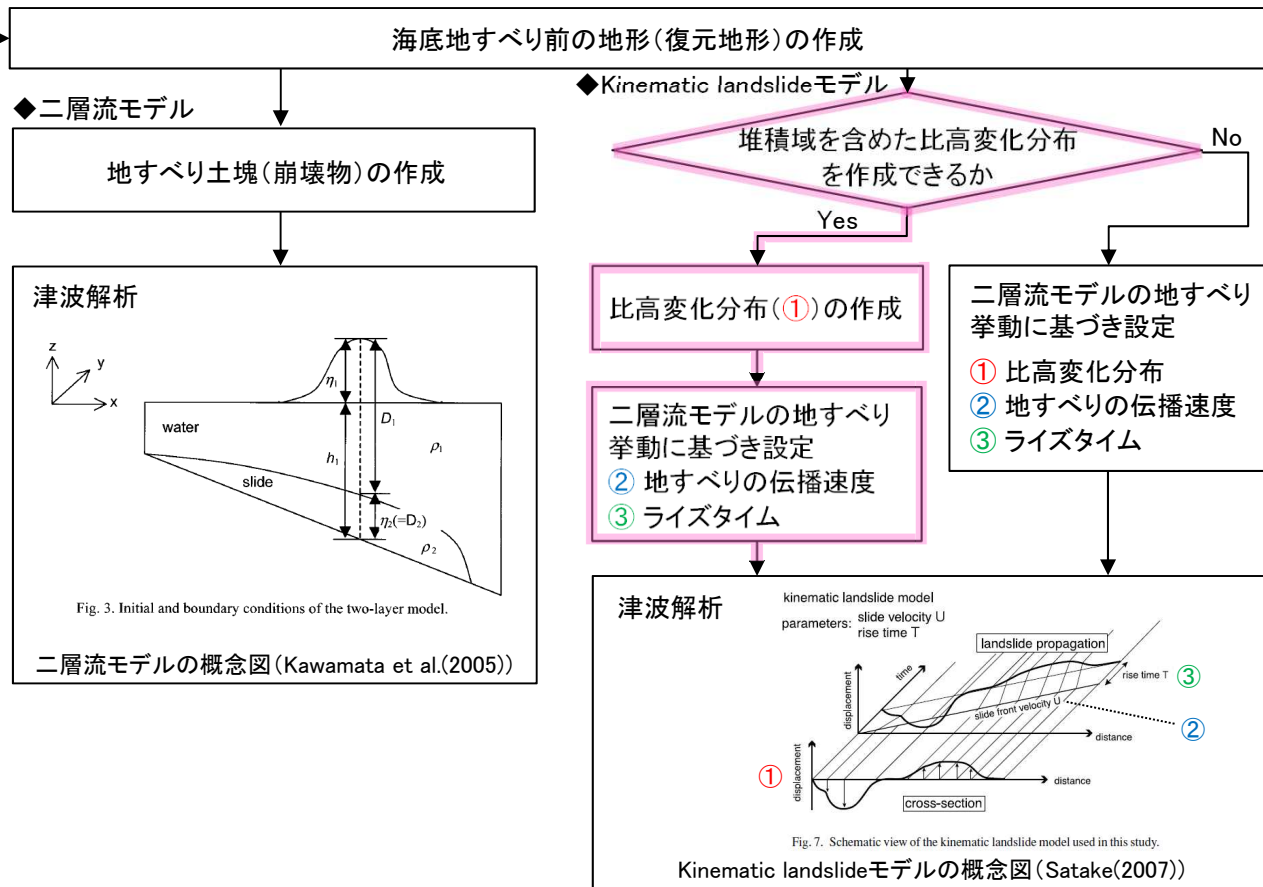 海底地すべり前の地形（復元地形）の作成
◆二層流モデル
地すべり土塊（崩壊物）の作成
津波解析
z
y
x
η1
D1
water
h1
ρ1
slide
η2(=D2)
ρ2
Fig. 3. Initial and boundary conditions of the two-layer model.
二層流モデルの概念図（Kawamata et al.(2005)）
◆Kinematic landslideモデル
堆積域を含めた比高変化分布
を作成できるか
No
Yes
比高変化分布（①）の作成
二層流モデルの地すべり
挙動に基づき設定
② 地すべりの伝播速度
③ ライズタイム
二層流モデルの地すべり
挙動に基づき設定
① 比高変化分布
② 地すべりの伝播速度
③ ライズタイム
津波解析
kinematic landslide model
parameters: slide velocity U
rise time T
landslide propagation
time
rise time T
③
displacement
slide front velocity U
②
distance
①
displacement
distance
cross-section
Fig. 7. Schematic view of the kinematic landslide model used in this study.
Kinematic landslideモデルの概念図（Satake(2007)）